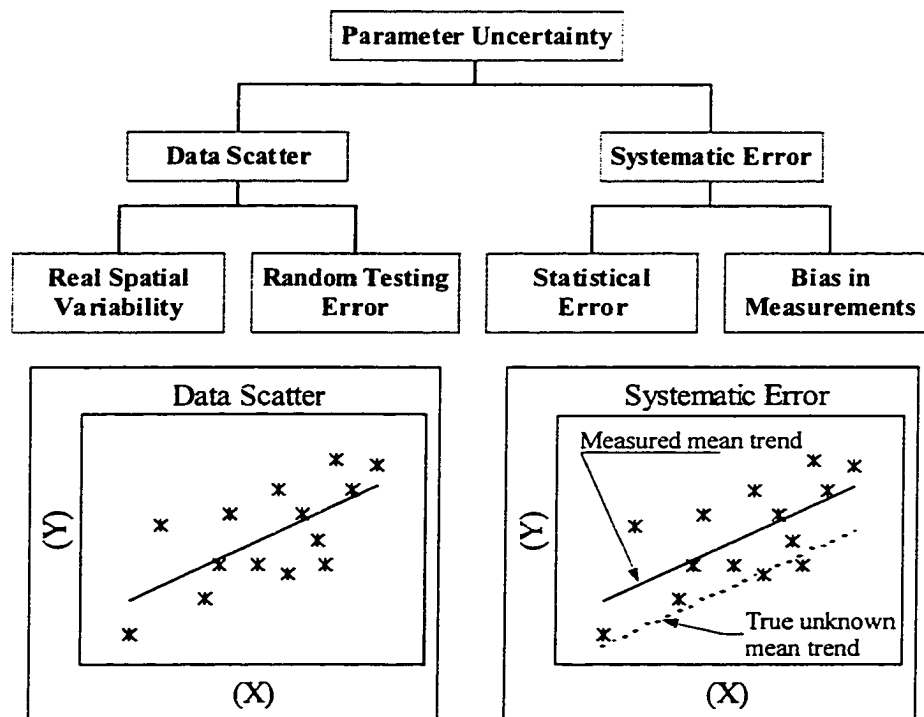 Parameter Uncertainty
Data Scatter
Systematic Error
Real Spatial
Variability
Random Testing
Error
Statistical
Error
Bias in
Measurements
Data Scatter
(Y)
(X)
Systematic Error
Measured mean trend
(Y)
True unknown
mean trend
(X)